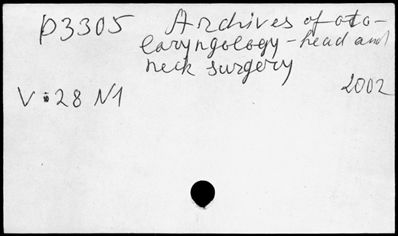 p3305 Archives of oto-
laryngology - head and
neck surgery
V 28 N1 2002